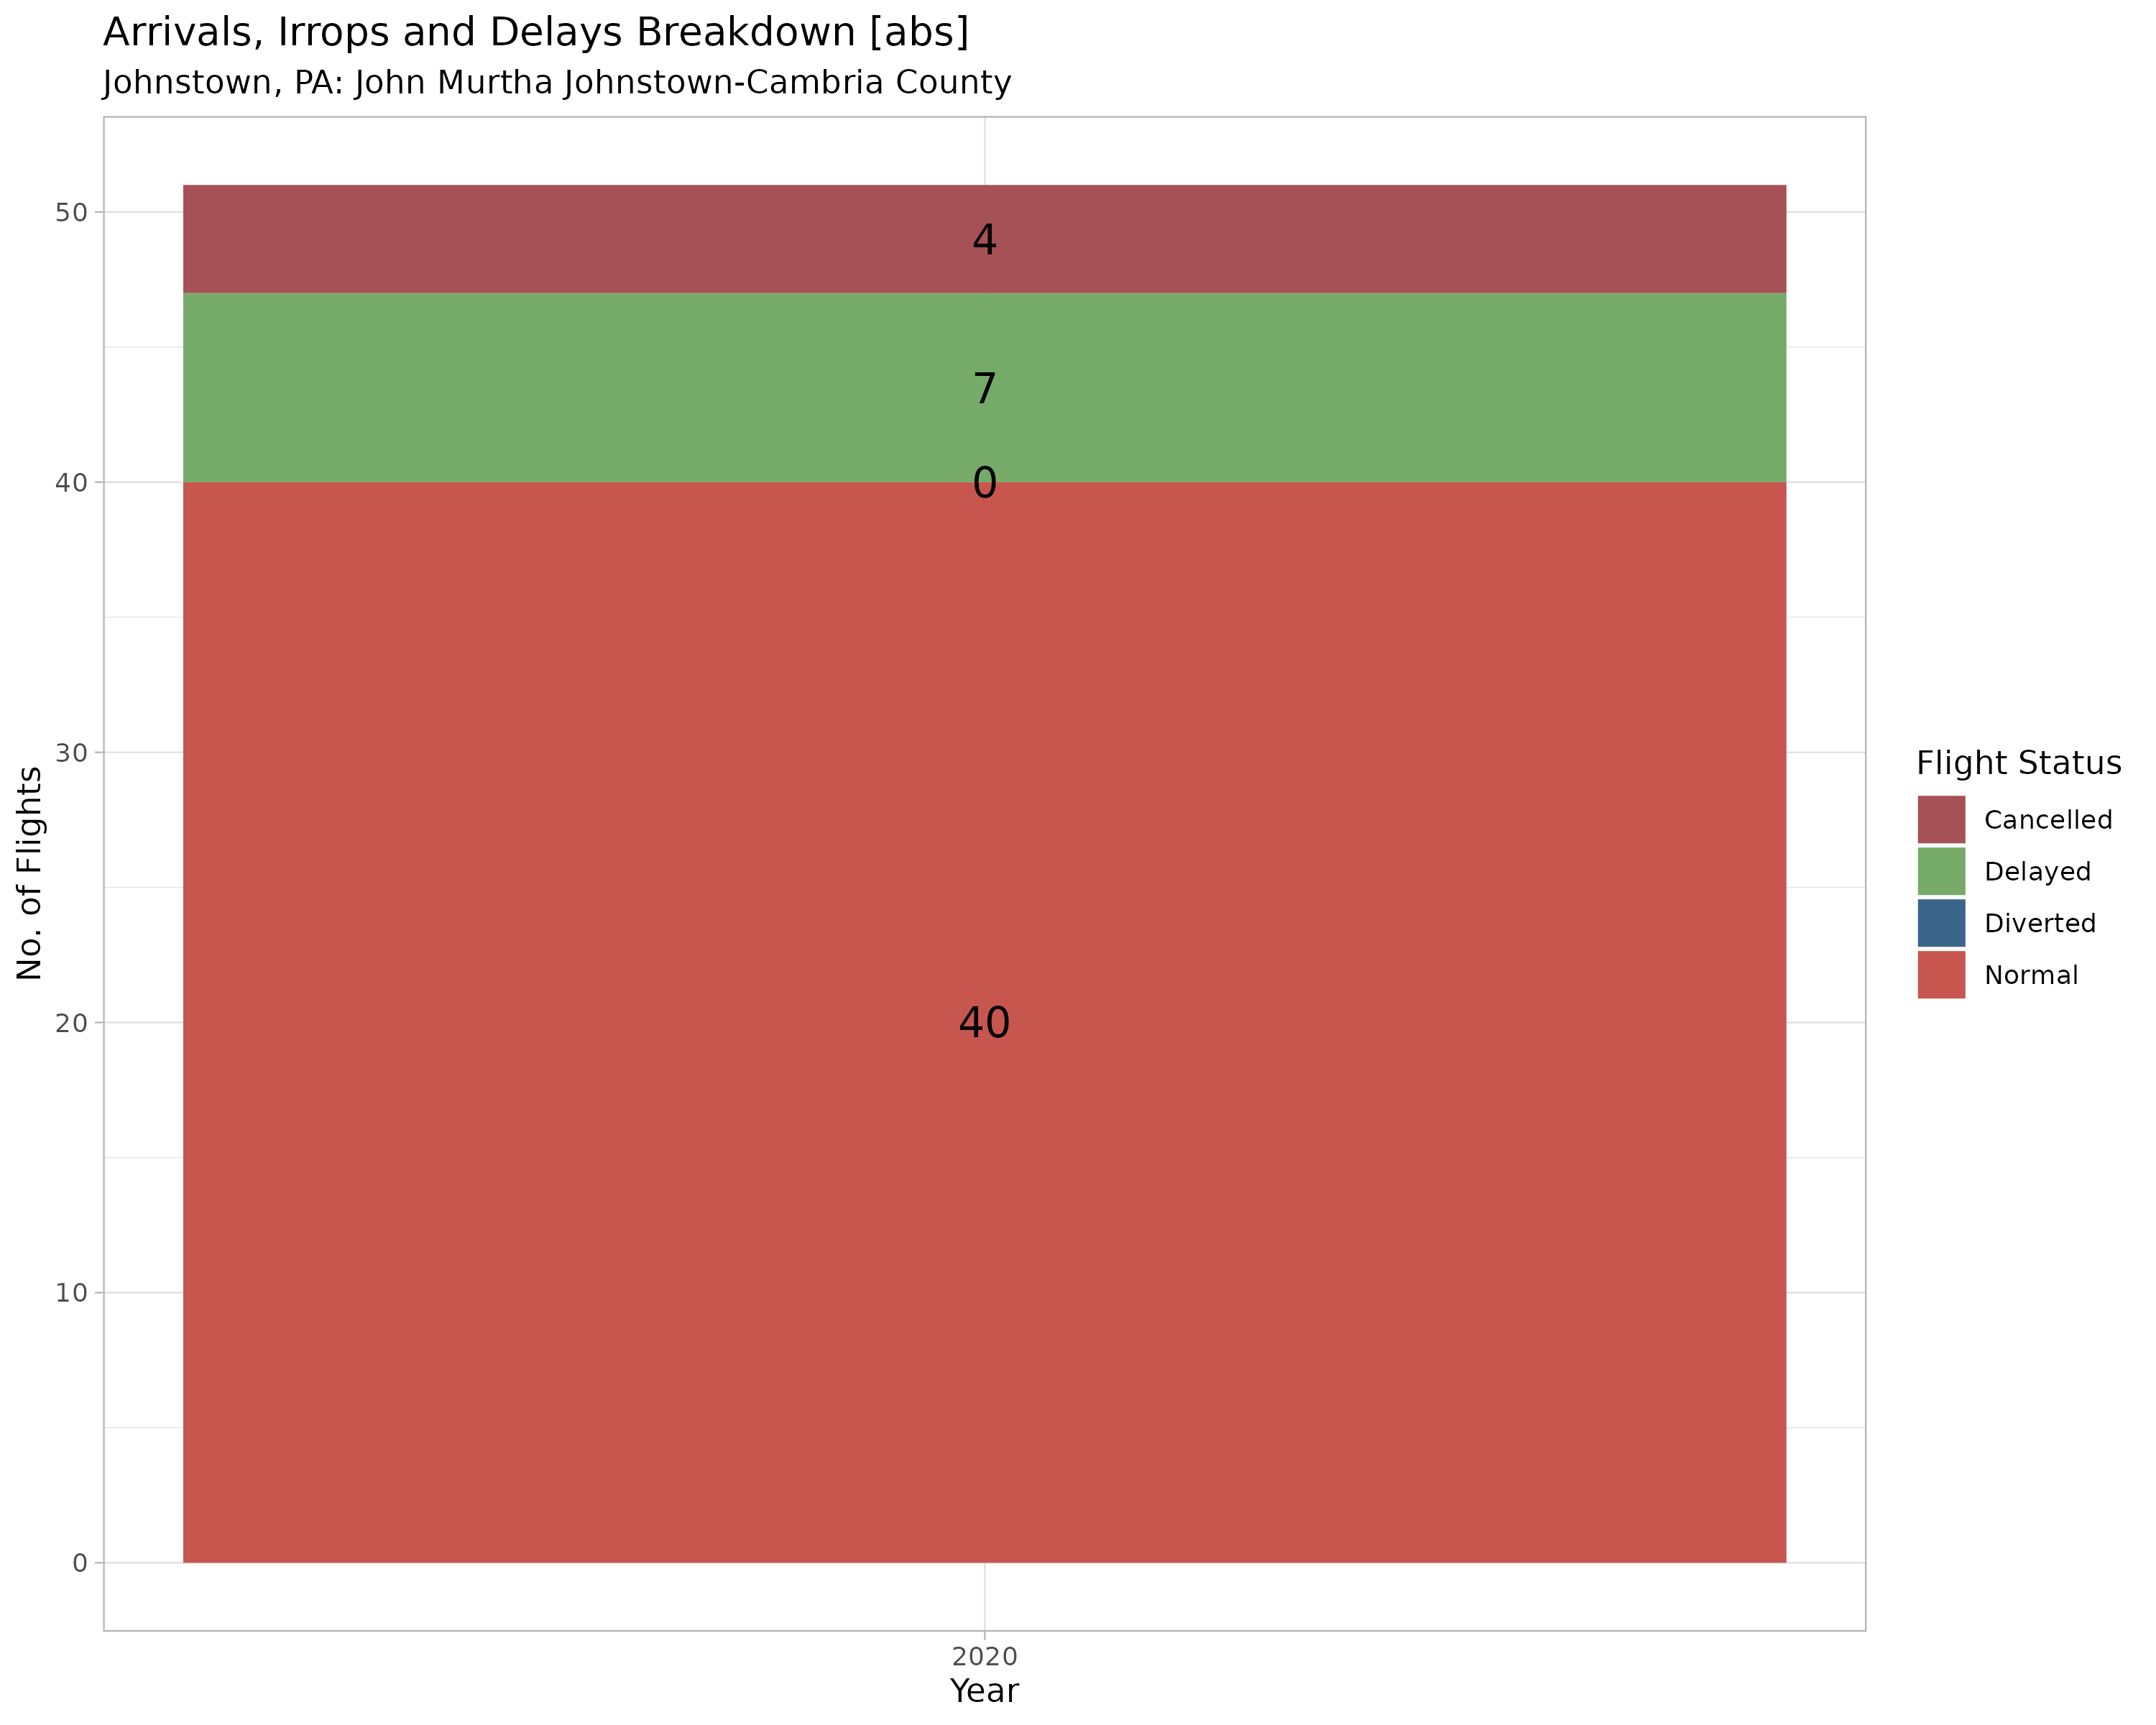 Arrivals, Irrops and Delays Breakdown [abs]
Johnstown, PA: John Murtha Johnstown-Cambria County
No. of Flights
50
40
30
20
10
0
4
7
0
40
2020
Year
Flight Status
Cancelled
Delayed
Diverted
Normal